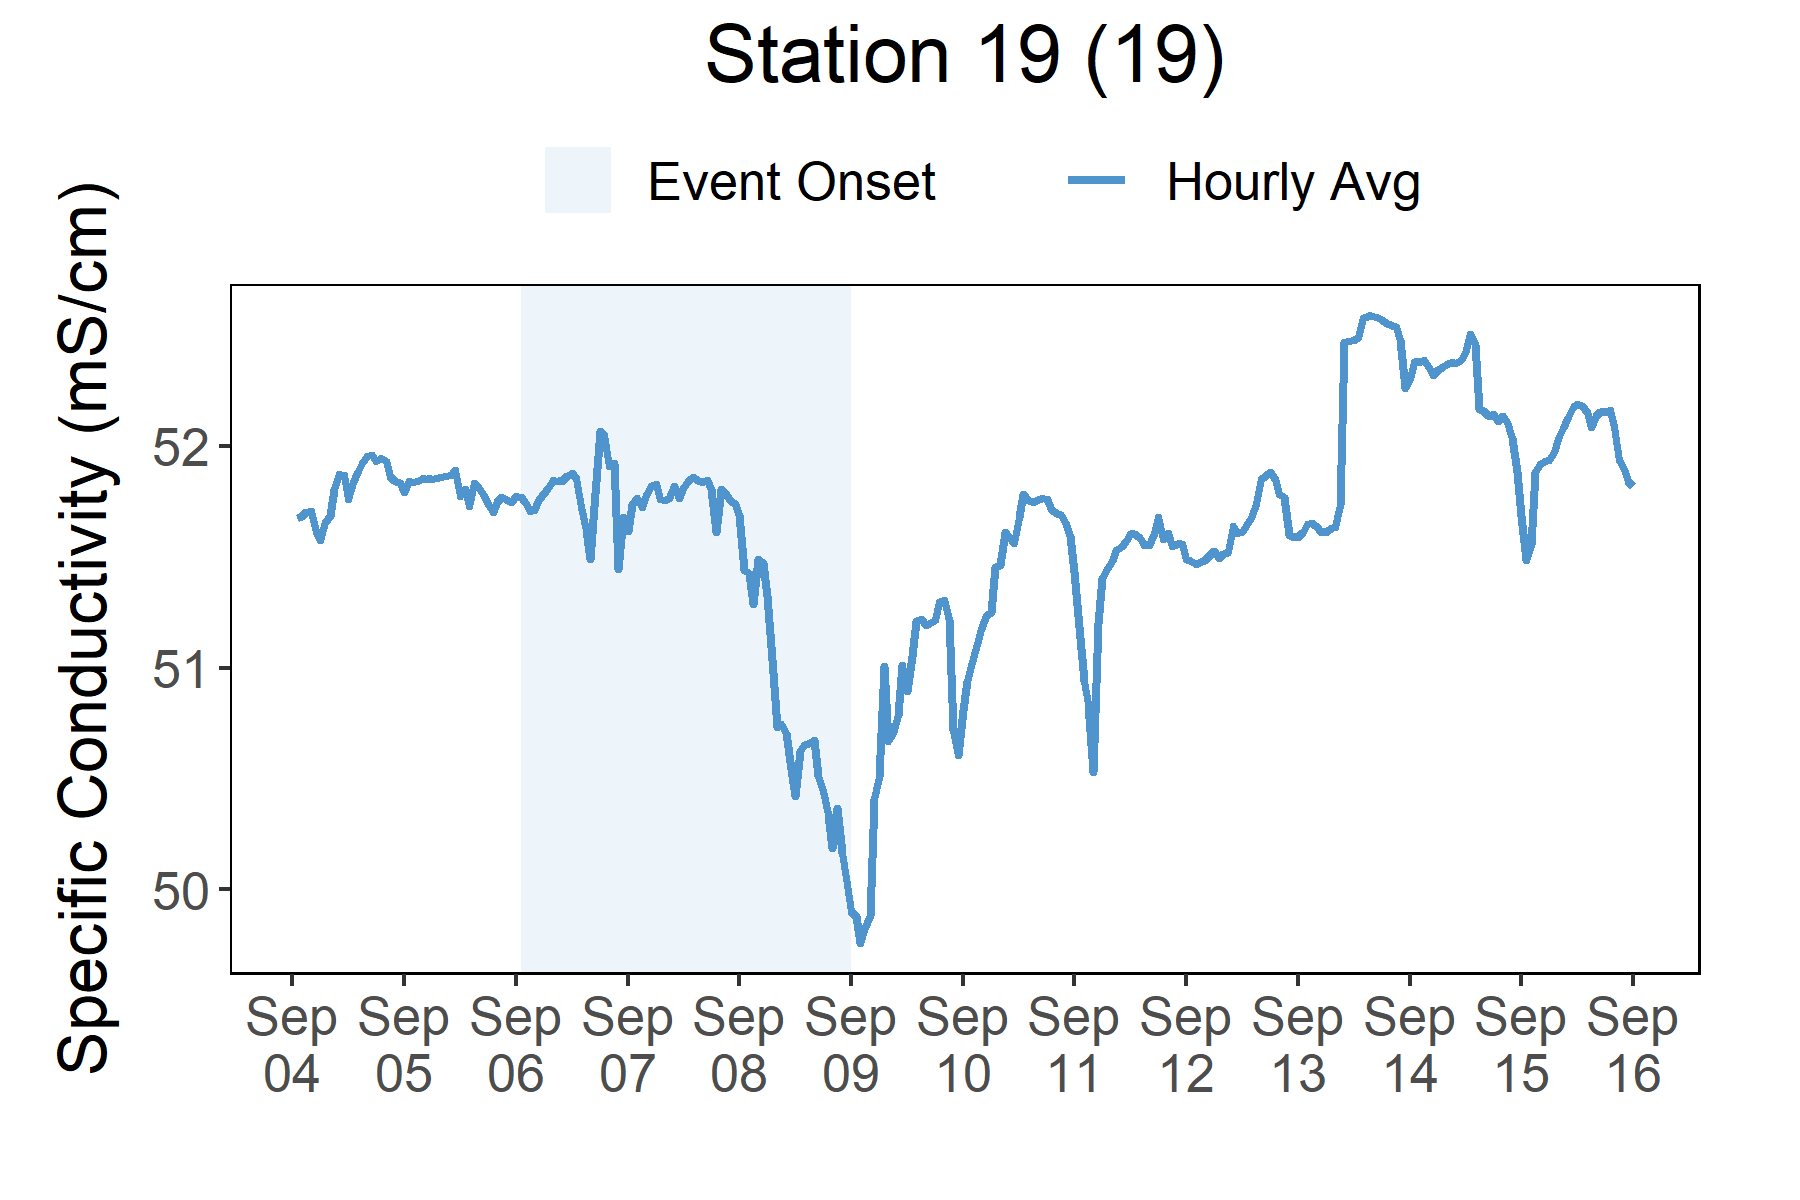 Station 19 (19)
Event Onset
Hourly Avg
Specific Conductivity (mS/cm)
52
51
50
Sep Sep Sep Sep Sep Sep Sep Sep Sep Sep Sep Sep Sep
04 05 06 07 08 09 10 11 12 13 14 15 16